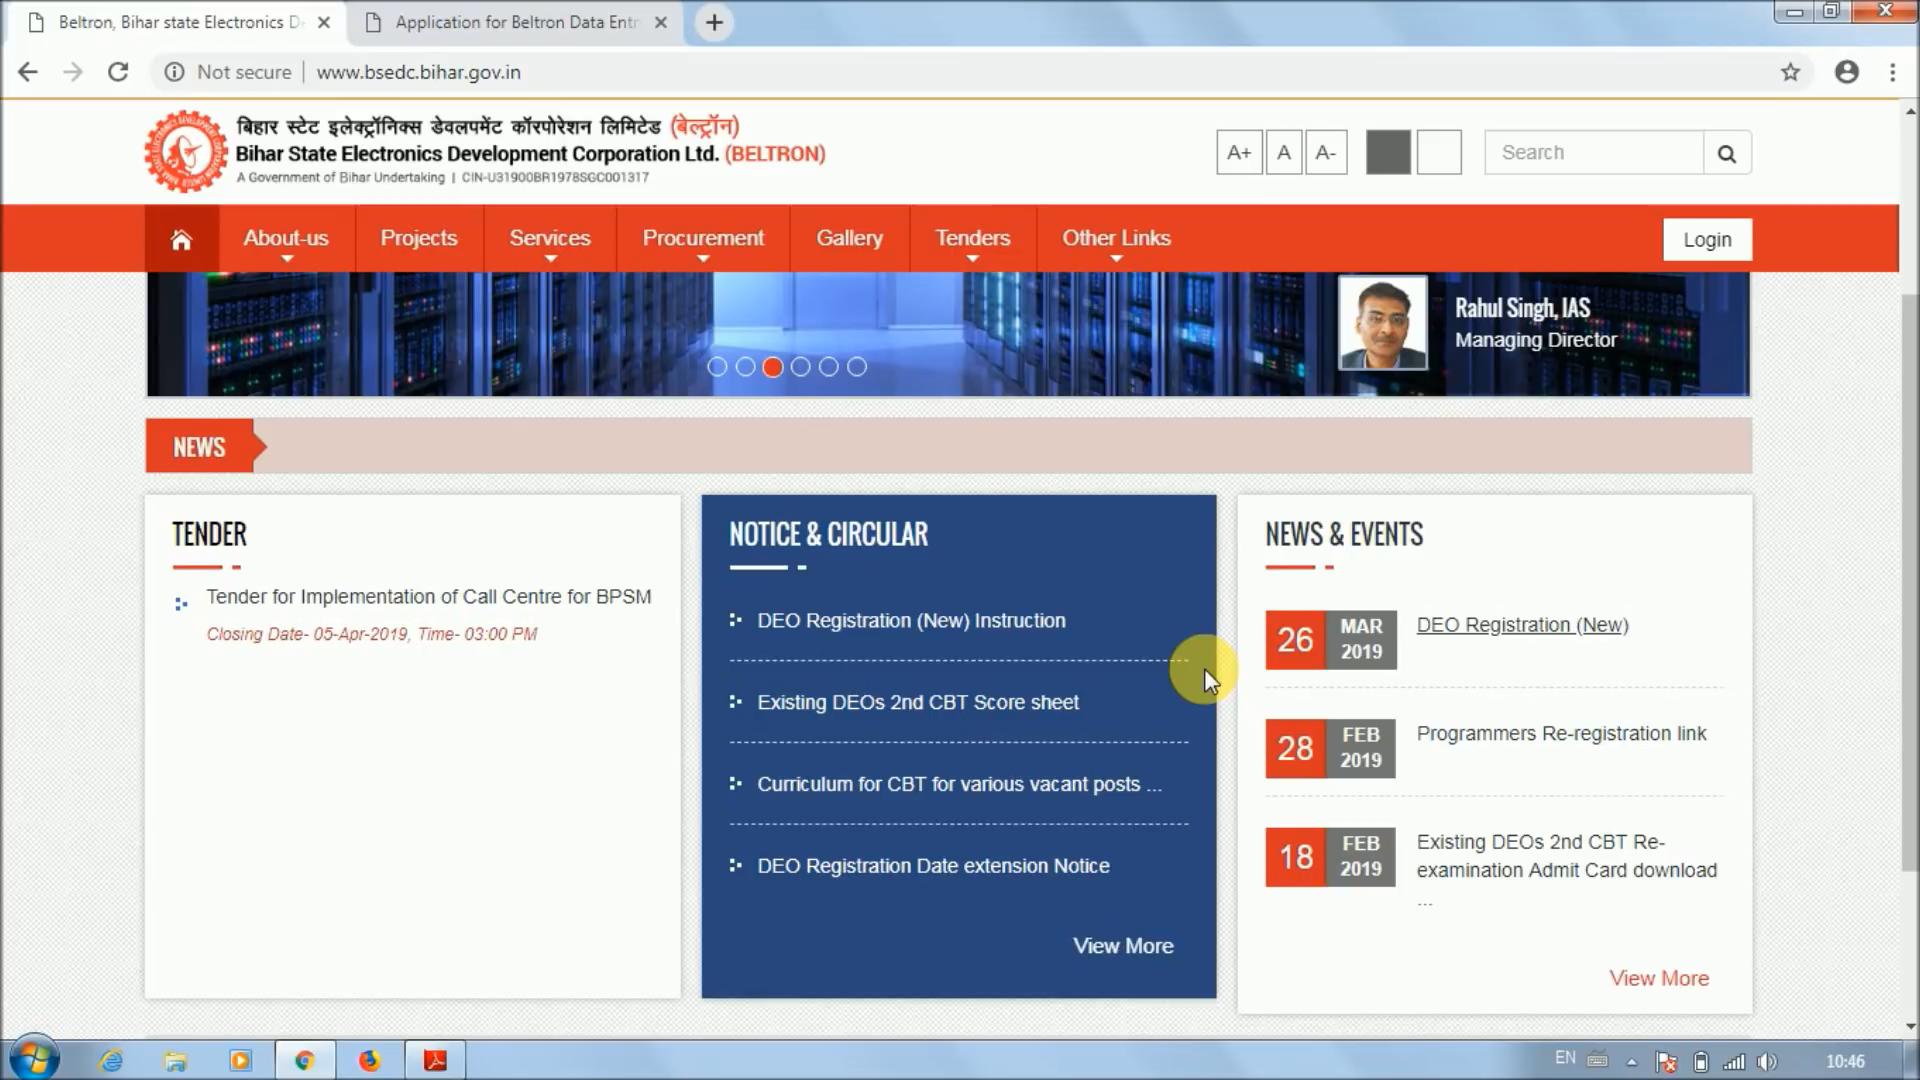 Beltron, Bihar state Electronics D
Application for Beltron Data Entr
Not secure
www.bsedc.bihar.gov.in
बिहार स्टेट इलेक्ट्रॉनिक्स डेवलपमेंट कॉरपोरेशन लिमिटेड (बेल्ट्रॉन)
Bihar State Electronics Development Corporation Ltd. (BELTRON)
A Government of Bihar Undertaking | CIN-U31900BR1978SGC001317
A+ A A-
Search
About-us Projects Services Procurement Gallery Tenders Other Links Login
Rahul Singh, IAS
Managing Director
NEWS
TENDER
Tender for Implementation of Call Centre for BPSM
Closing Date- 05-Apr-2019, Time- 03:00 PM
NOTICE & CIRCULAR
DEO Registration (New) Instruction
Existing DEOs 2nd CBT Score sheet
Curriculum for CBT for various vacant posts ...
DEO Registration Date extension Notice
View More
NEWS & EVENTS
26 MAR 2019
DEO Registration (New)
28 FEB 2019
Programmers Re-registration link
18 FEB 2019
Existing DEOs 2nd CBT Re-
examination Admit Card download
...
View More
EN
10:46